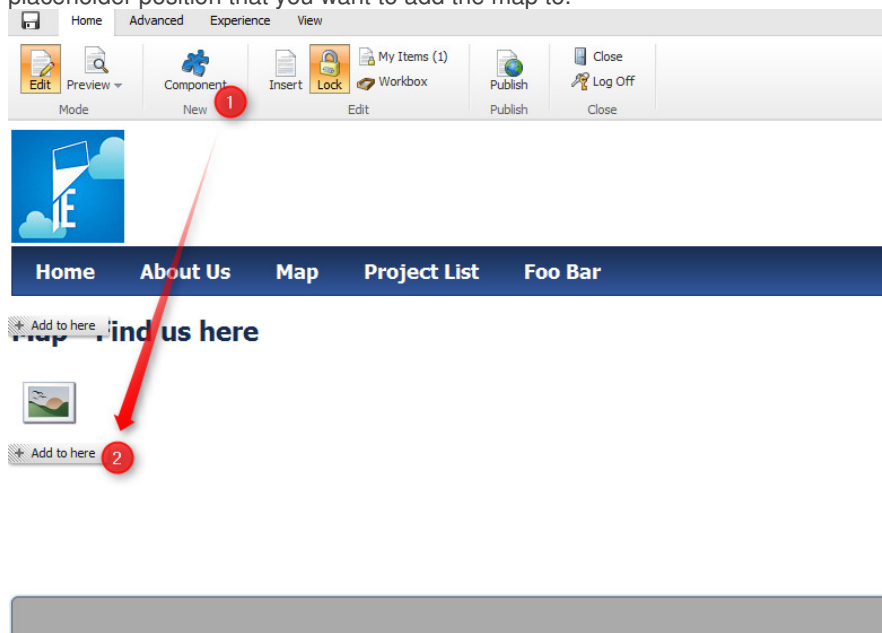 placeholder position that you want to add the map to.
Home Advanced Experience View
Edit Preview Component Insert Lock My Items (1) Workbox Publish Close Log Off
Mode New Edit Publish Close
1
IE
Home About Us Map Project List Foo Bar
+ Add to here
Map - Find us here
+ Add to here 2